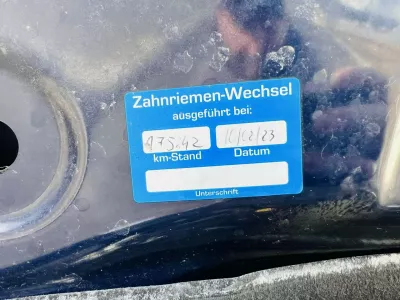 Zahnriemen-Wechsel
ausgeführt bei:
km-Stand Datum
Unterschrift